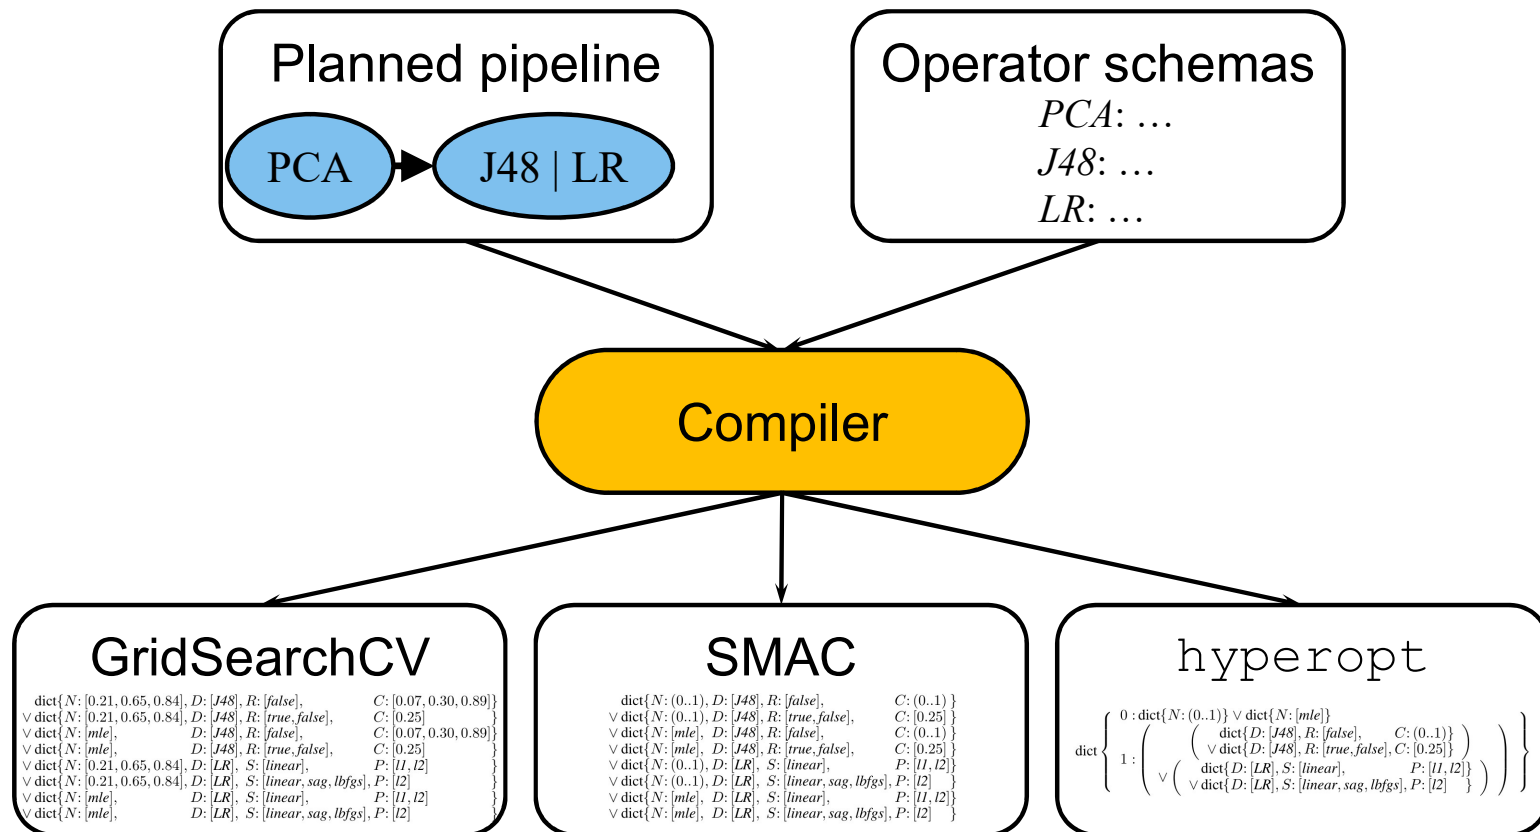 Planned pipeline
PCA
J48 | LR
Operator schemas
PCA: …
J48: …
LR: …
Compiler
GridSearchCV
dict{N: [0.21, 0.65, 0.84], D: [J48], R: [false], C: [0.07, 0.30, 0.89]}
∨ dict{N: [0.21, 0.65, 0.84], D: [J48], R: [true, false], C: [0.25] }
∨ dict{N: [mle], D: [J48], R: [false], C: [0.07, 0.30, 0.89]}
∨ dict{N: [mle], D: [J48], R: [true, false], C: [0.25] }
∨ dict{N: [0.21, 0.65, 0.84], D: [LR], S: [linear], P: [l1, l2] }
∨ dict{N: [0.21, 0.65, 0.84], D: [LR], S: [linear, sag, lbfgs], P: [l2] }
∨ dict{N: [mle], D: [LR], S: [linear], P: [l1, l2] }
∨ dict{N: [mle], D: [LR], S: [linear, sag, lbfgs], P: [l2] }
SMAC
dict{N: (0..1), D: [J48], R: [false], C: (0..1) }
∨ dict{N: (0..1), D: [J48], R: [true, false], C: [0.25] }
∨ dict{N: [mle], D: [J48], R: [false], C: (0..1) }
∨ dict{N: [mle], D: [J48], R: [true, false], C: [0.25] }
∨ dict{N: (0..1), D: [LR], S: [linear], P: [l1, l2]}
∨ dict{N: (0..1), D: [LR], S: [linear, sag, lbfgs], P: [l2] }
∨ dict{N: [mle], D: [LR], S: [linear], P: [l1, l2]}
∨ dict{N: [mle], D: [LR], S: [linear, sag, lbfgs], P: [l2] }
hyperopt
dict {
0 : dict{N: (0..1)} ∨ dict{N: [mle]}
1 : ( ( dict{D: [J48], R: [false], C: (0..1)}
∨ dict{D: [J48], R: [true, false], C: [0.25]} )
∨ ( dict{D: [LR], S: [linear], P: [l1, l2]}
∨ dict{D: [LR], S: [linear, sag, lbfgs], P: [l2] } ) ) }